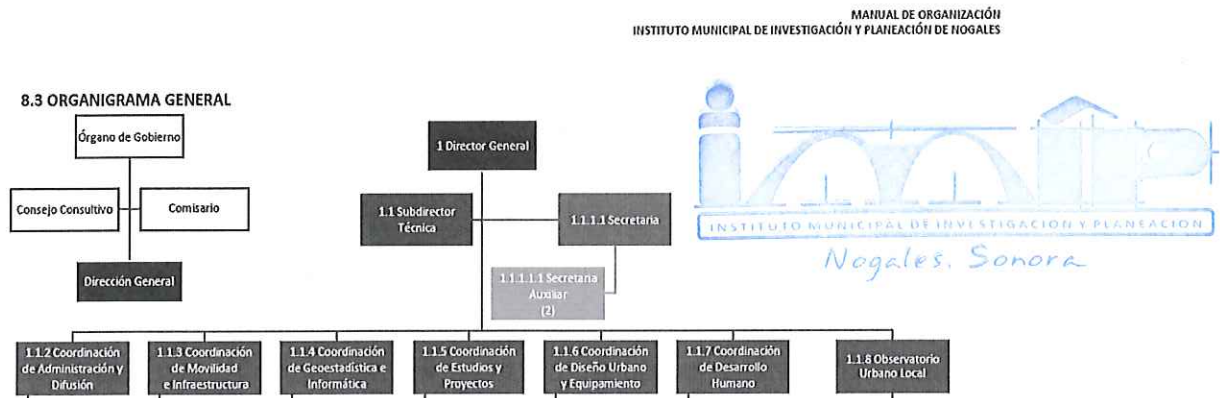 MANUAL DE ORGANIZACIÓN
INSTITUTO MUNICIPAL DE INVESTIGACIÓN Y PLANEACIÓN DE NOGALES
8.3 ORGANIGRAMA GENERAL
Órgano de Gobierno
Consejo Consultivo
Comisario
Dirección General
1 Director General
1.1 Subdirector
Técnica
1.1.1.1 Secretaria
1.1.1.1.1 Secretaria
Auxiliar
(2)
INSTITUTO MUNICIPAL DE INVESTIGACION Y PLANEACION
Nogales, Sonora
1.1.2 Coordinación
de Administración y
Difusión
1.1.3 Coordinación
de Movilidad
e Infraestructura
1.1.4 Coordinación
de Geoestadística e
Informática
1.1.5 Coordinación
de Estudios y
Proyectos
1.1.6 Coordinación
de Diseño Urbano
y Equipamiento
1.1.7 Coordinación
de Desarrollo
Humano
1.1.8 Observatorio
Urbano Local